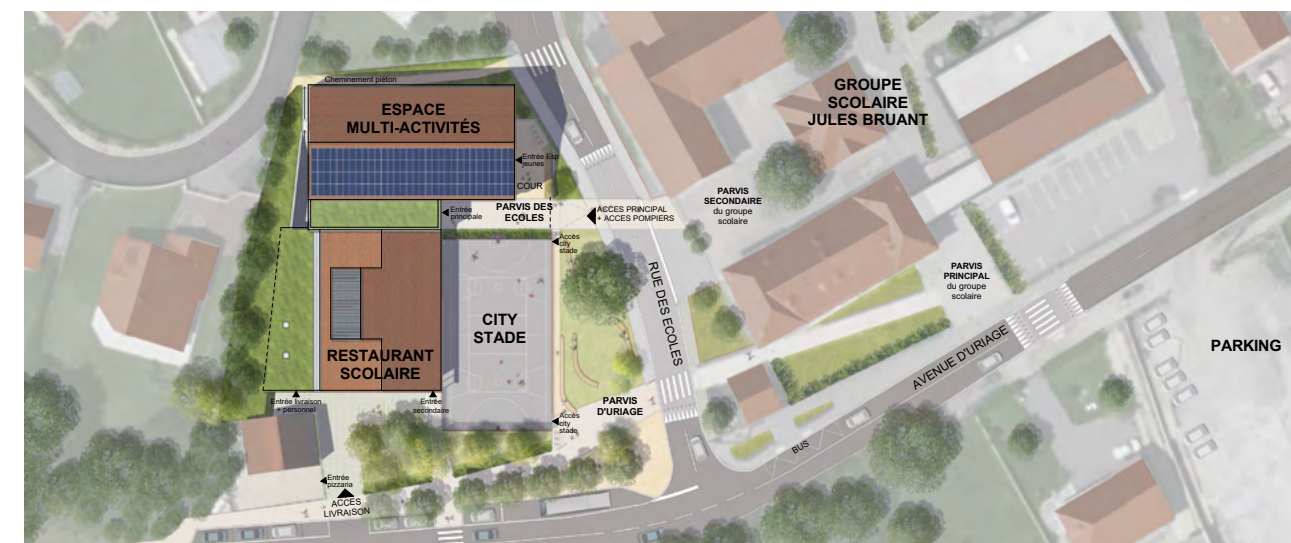 Cheminement piéton
ESPACE
MULTI-ACTIVITÉS
Entrée Esp
jeunes
COUR
Entrée
principale
PARVIS DES
ECOLES
ACCES PRINCIPAL
+ ACCES POMPIERS
Accès
city
stade
CITY
STADE
RESTAURANT
SCOLAIRE
Entrée livraison
+ personnel
Entrée
secondaire
Accès
city
stade
PARVIS
D'URIAGE
Entrée
pizzaria
ACCES
LIVRAISON
RUE DES ECOLES
GROUPE
SCOLAIRE
JULES BRUANT
PARVIS
SECONDAIRE
du groupe
scolaire
PARVIS
PRINCIPAL
du groupe
scolaire
AVENUE D'URIAGE
BUS
PARKING